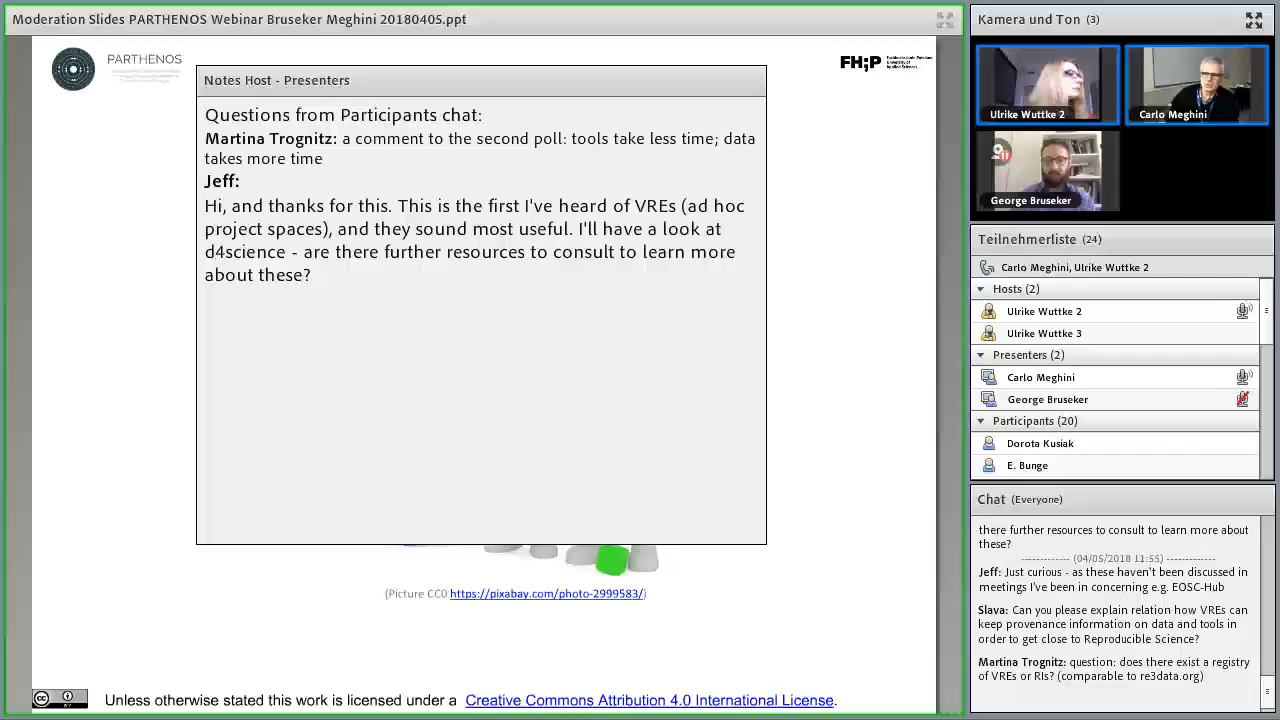 Moderation Slides PARTHENOS Webinar Bruseker Meghini 20180405.ppt
PARTHENOS
FH;P
Notes Host - Presenters
Questions from Participants chat:
Martina Trognitz: a comment to the second poll: tools take less time; data
takes more time
Jeff:
Hi, and thanks for this. This is the first I've heard of VREs (ad hoc
project spaces), and they sound most useful. I'll have a look at
d4science - are there further resources to consult to learn more
about these?
(Picture CC0 https://pixabay.com/photo-2999583/)
Unless otherwise stated this work is licensed under a Creative Commons Attribution 4.0 International License.
Kamera und Ton (3)
Ulrike Wuttke 2
Carlo Meghini
George Bruseker
Teilnehmerliste (24)
Carlo Meghini, Ulrike Wuttke 2
Hosts (2)
Ulrike Wuttke 2
Ulrike Wuttke 3
Presenters (2)
Carlo Meghini
George Bruseker
Participants (20)
Dorota Kusiak
E. Bunge
Chat (Everyone)
there further resources to consult to learn more about
these?
------------ (04/05/2018 11:55) -------------
Jeff: Just curious - as these haven't been discussed in
meetings I've been in concerning e.g. EOSC-Hub
Slava: Can you please explain relation how VREs can
keep provenance information on data and tools in
order to get close to Reproducible Science?
Martina Trognitz: question: does there exist a registry
of VREs or RIs? (comparable to re3data.org)